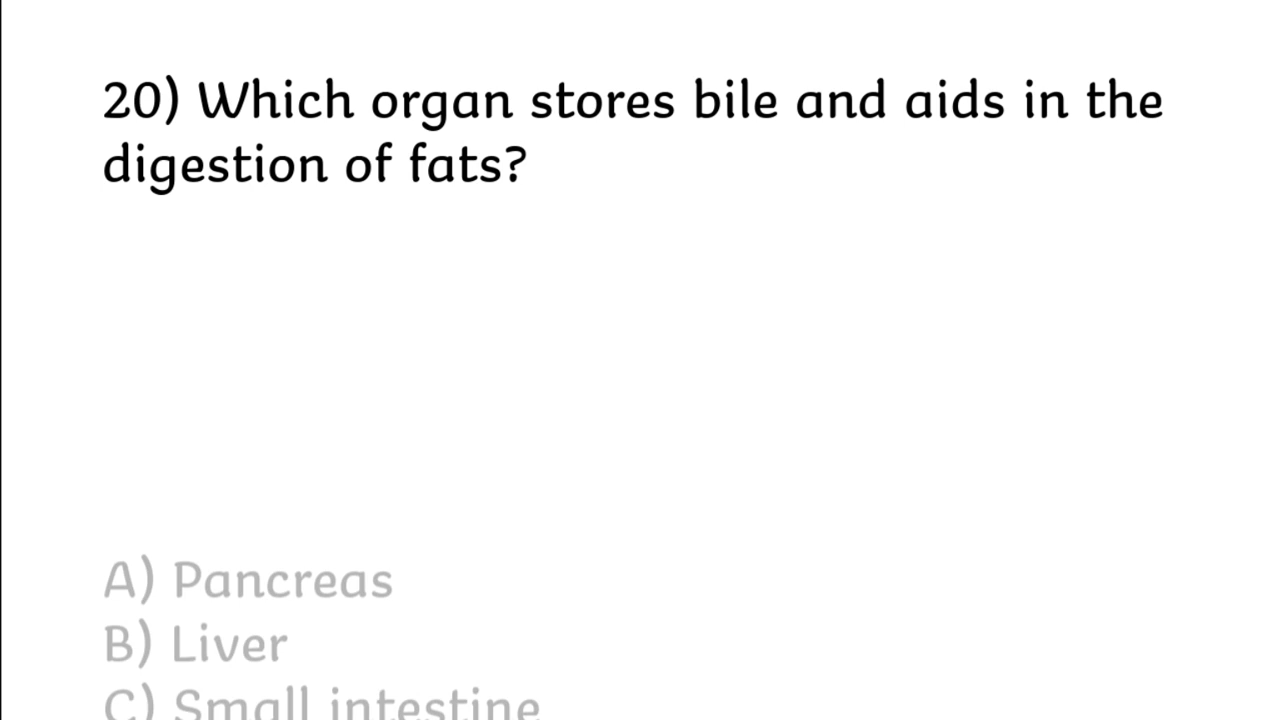 20) Which organ stores bile and aids in the
digestion of fats?
A) Pancreas
B) Liver
C) Small intestine